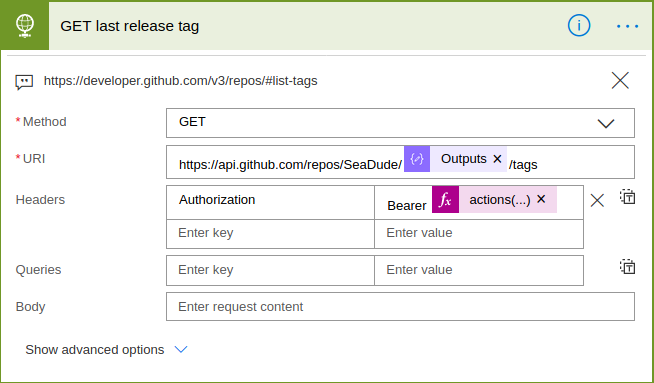 GET last release tag
https://developer.github.com/v3/repos/#list-tags
* Method GET
* URI https://api.github.com/repos/SeaDude/ Outputs × /tags
Headers Authorization Bearer fx actions(...) ×
Enter key Enter value
Queries Enter key Enter value
Body Enter request content
Show advanced options